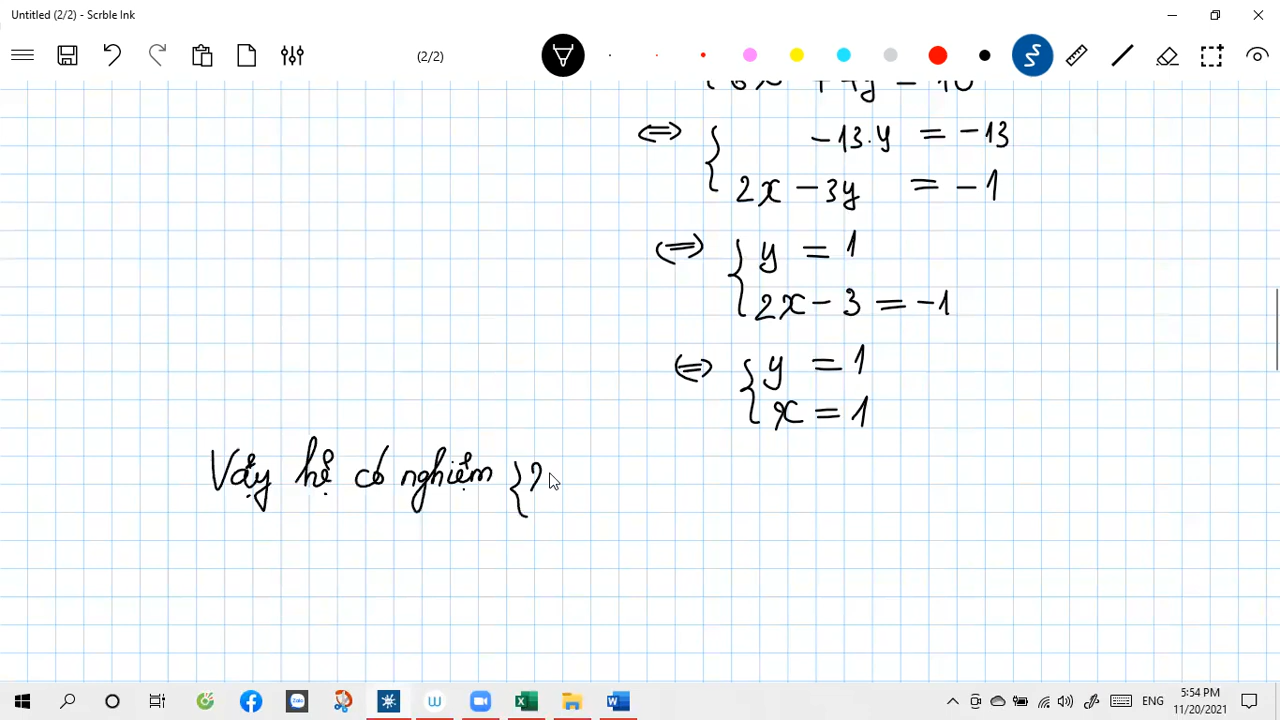 Untitled (2/2) - Scrble Ink
(2/2)
⇔ { -13.y = -13
2x - 3y = -1
⇔ { y = 1
2x - 3 = -1
⇔ { y = 1
x = 1
Vậy hệ có nghiệm {
ENG
5:54 PM
11/20/2021